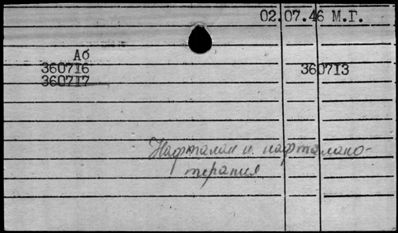 02.07.46 М.Г.
Аб
360716 360713
360717
Нафталан и нафталано-
терапия